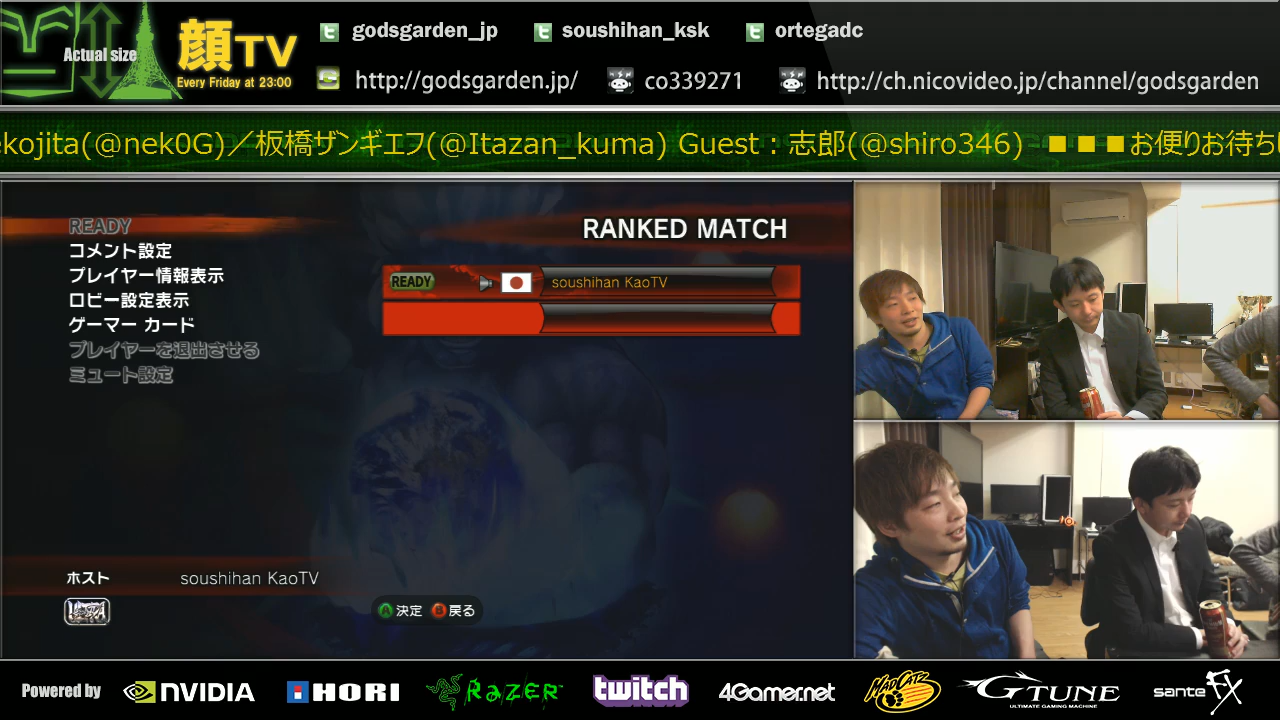 Actual size
顔TV
Every Friday at 23:00
godsgarden_jp soushihan_ksk ortegadc
http://godsgarden.jp/ co339271 http://ch.nicovideo.jp/channel/godsgarden
ekojita(@nek0G)／板橋ザンギエフ(@Itazan_kuma) Guest : 志郎(@shiro346) ■■■お便りお待ち
READY
コメント設定
プレイヤー情報表示
ロビー設定表示
ゲーマー カード
プレイヤーを退出させる
ミュート設定
RANKED MATCH
READY soushihan KaoTV
ホスト soushihan KaoTV
A 決定 B 戻る
Powered by NVIDIA HORI RAZER twitch 4Gamer.net MADCATZ G-TUNE ULTIMATE GAMING MACHINE sante FX